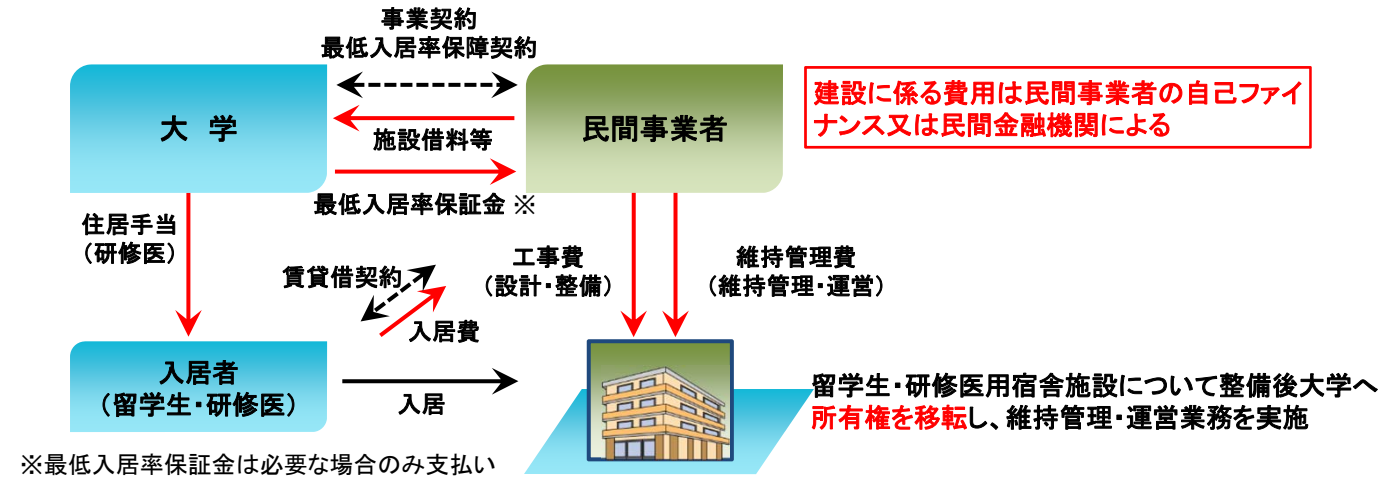 事業契約
最低入居率保障契約
大 学
民間事業者
建設に係る費用は民間事業者の自己ファイ
ナンス又は民間金融機関による
施設借料等
最低入居率保証金 ※
住居手当
(研修医)
賃貸借契約
入居費
工事費
(設計・整備)
維持管理費
(維持管理・運営)
入居者
(留学生・研修医)
入居
留学生・研修医用宿舎施設について整備後大学へ
所有権を移転し、維持管理・運営業務を実施
※最低入居率保証金は必要な場合のみ支払い